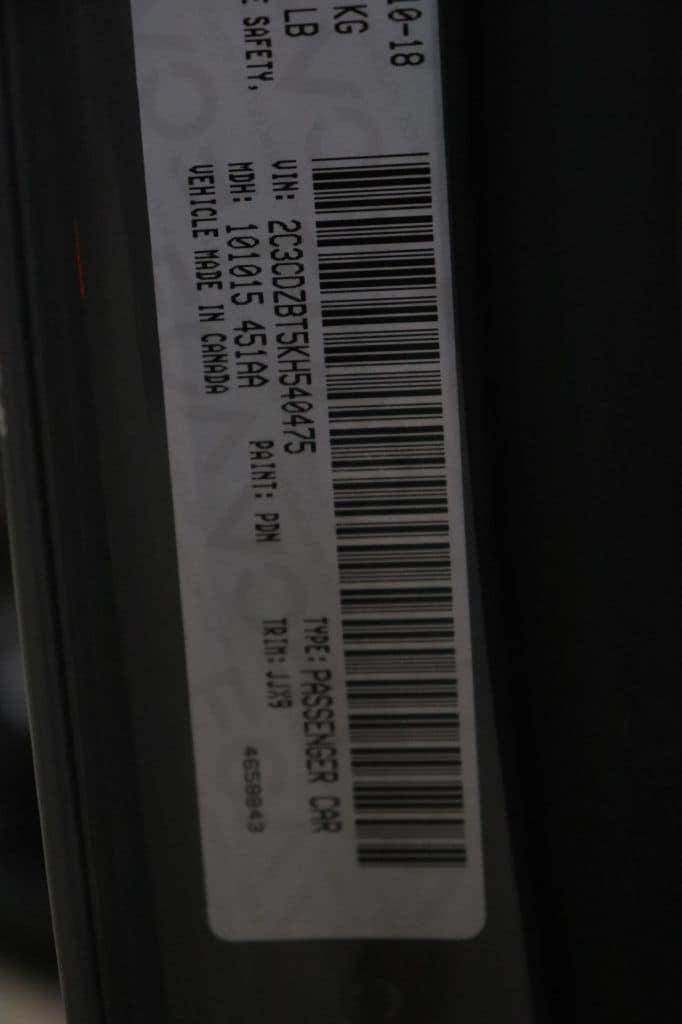 10-18
KG
LB
E SAFETY,
VIN: 2C3CDZBT5KH540475
TYPE: PASSENGER CAR
MDH: 101015 451AA
PAINT: PDN
TRIM: JJX9
VEHICLE MADE IN CANADA
4658843